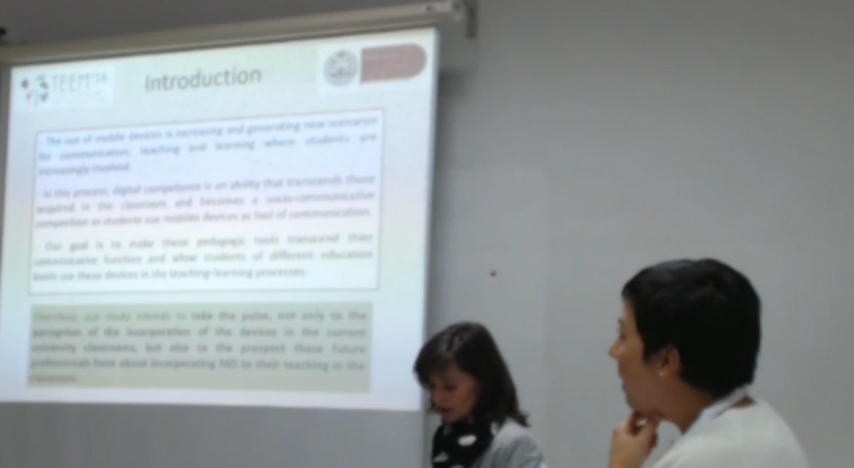 TEEM'16
Introduction
The use of mobile devices is increasing and generating new scenarios
for communication, teaching and learning where students are
increasingly involved.
In this process, digital competence is an ability that transcends those
acquired in the classroom and becomes a socio-communicative
competition as students use mobiles devices as tool of communication.
Our goal is to make these pedagogic tools transcend thier
communicative function and allow students of different education
levels use these devices in the teaching-learning processes.
Therefore, our study intends to take the pulse, not only to the
perception of the incorporation of the devices in the current
university classrooms, but also to the prospect these future
professionals have about incorporating MD to their teaching in the
classroom.